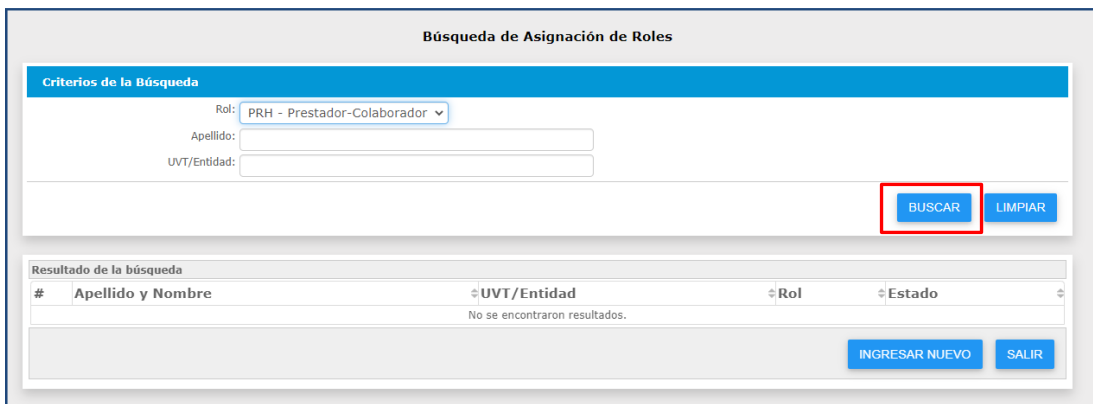 Búsqueda de Asignación de Roles
Criterios de la Búsqueda
Rol: PRH - Prestador-Colaborador
Apellido:
UVT/Entidad:
BUSCAR LIMPIAR
Resultado de la búsqueda
# Apellido y Nombre UVT/Entidad Rol Estado
No se encontraron resultados.
INGRESAR NUEVO SALIR